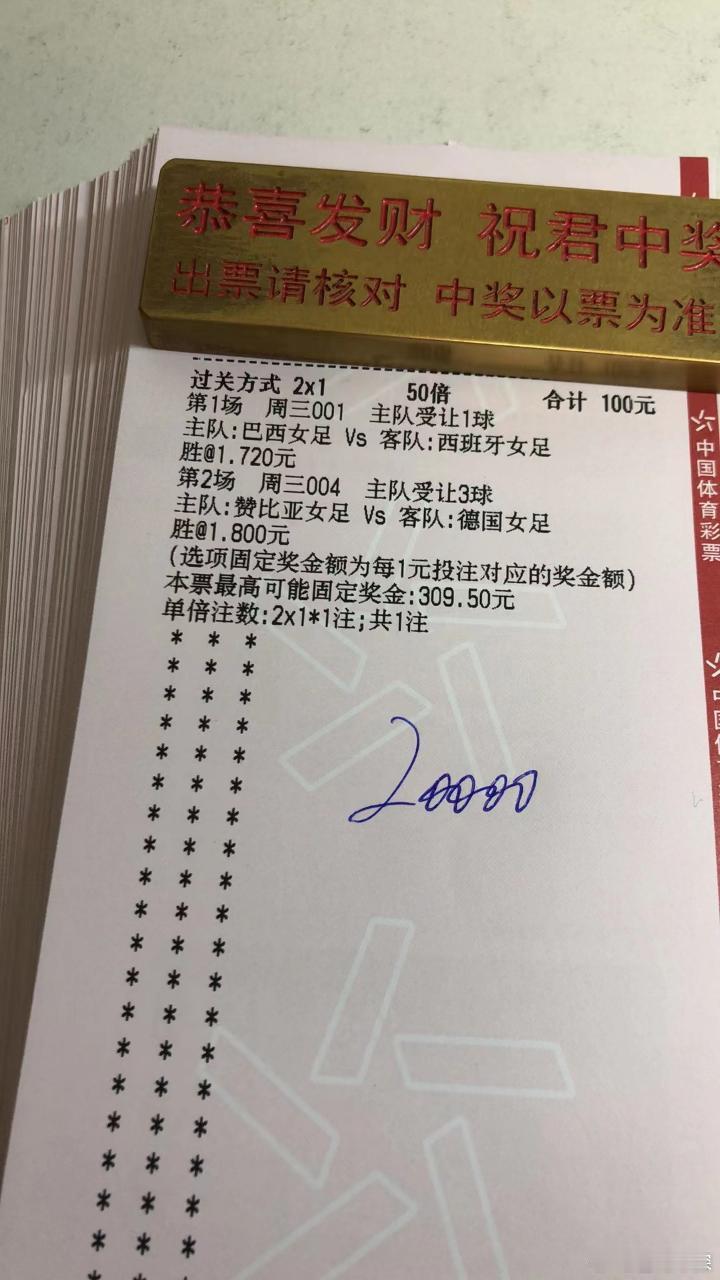 恭喜发财 祝君中奖
出票请核对 中奖以票为准
过关方式 2x1 50倍 合计 100元
第1场 周三001 主队受让1球
主队:巴西女足 Vs 客队:西班牙女足
胜@1.720元
第2场 周三004 主队受让3球
主队:赞比亚女足 Vs 客队:德国女足
胜@1.800元
(选项固定奖金额为每1元投注对应的奖金额)
本票最高可能固定奖金:309.50元
单倍注数:2x1*1注;共1注
20000
中国体育彩票